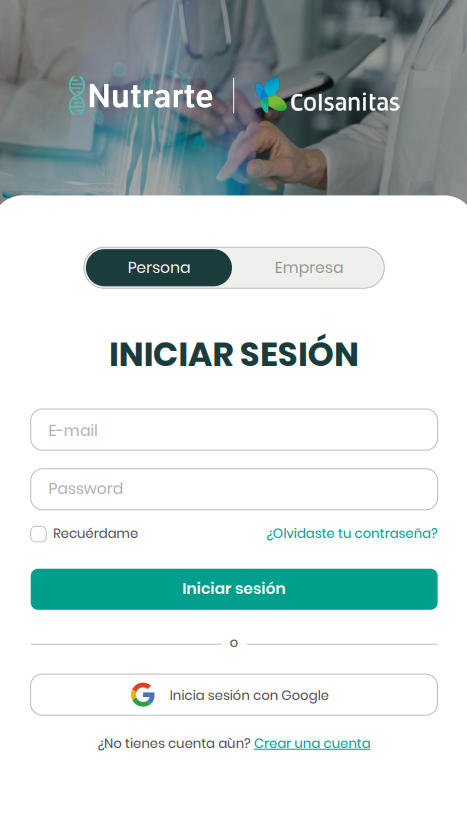 Nutrarte
Colsanitas
Persona
Empresa
INICIAR SESIÓN
E-mail
Password
Recuérdame
¿Olvidaste tu contraseña?
Iniciar sesión
o
Inicia sesión con Google
¿No tienes cuenta aùn? Crear una cuenta